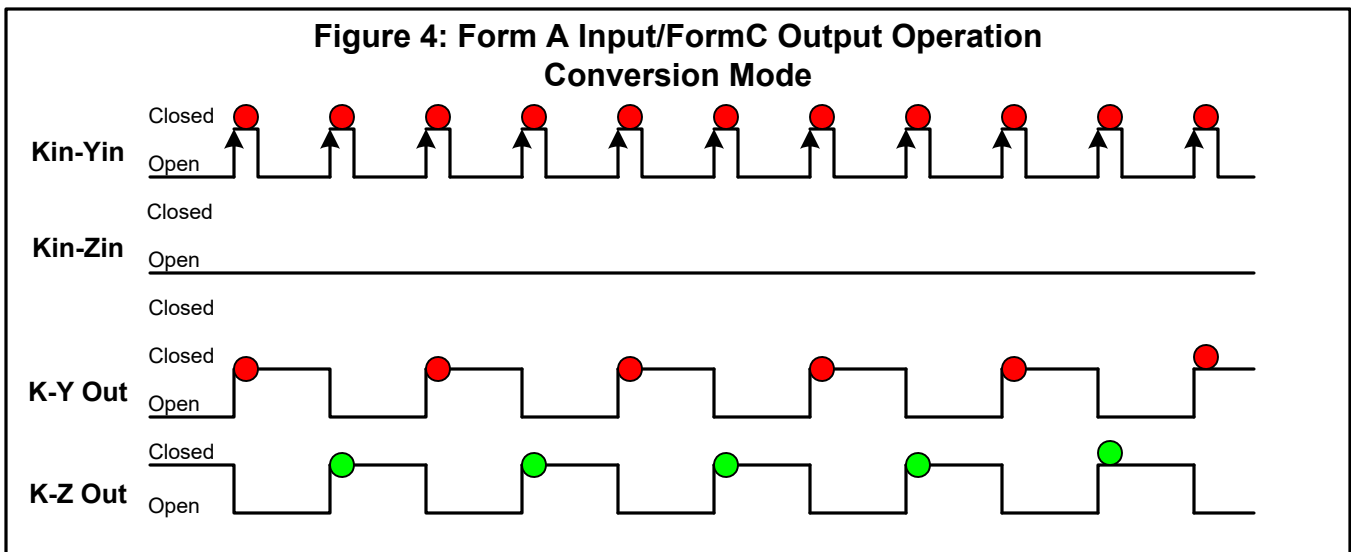 Figure 4: Form A Input/FormC Output Operation
Conversion Mode
Closed
Kin-Yin
Open
Closed
Kin-Zin
Open
Closed
Closed
K-Y Out
Open
Closed
K-Z Out
Open